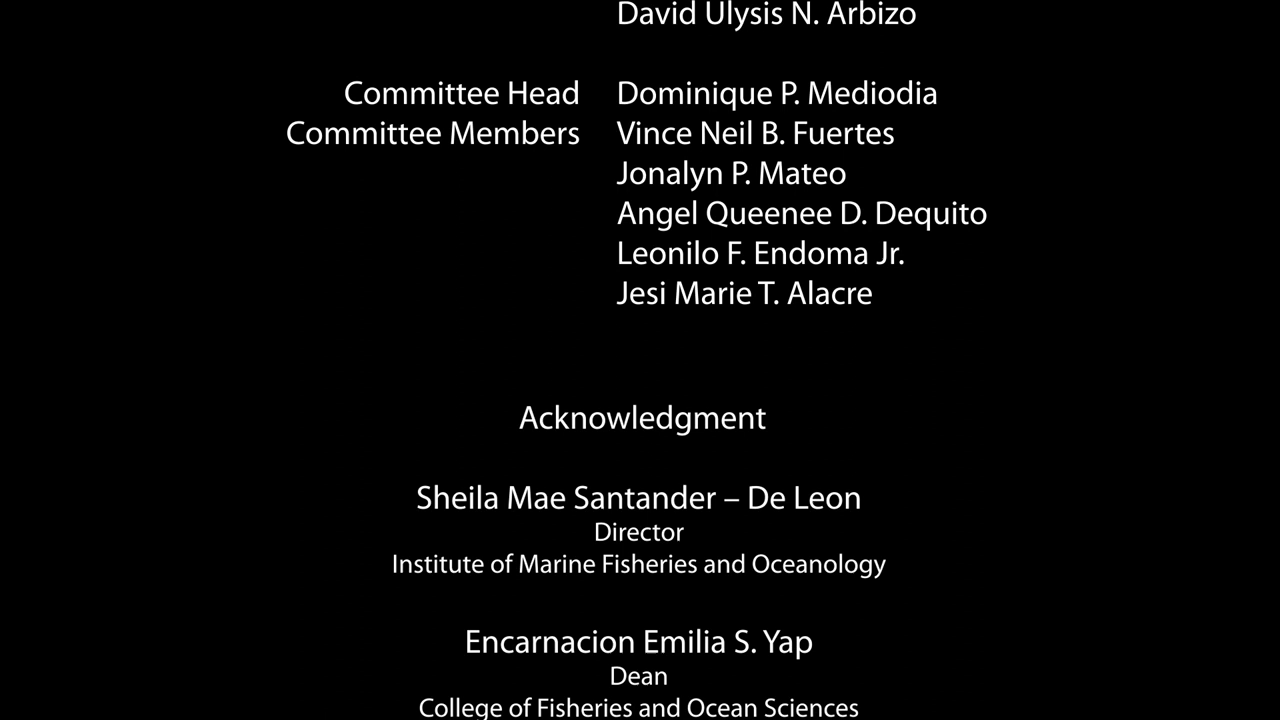 David Ulysis N. Arbizo
Committee Head Dominique P. Mediodia
Committee Members Vince Neil B. Fuertes
Jonalyn P. Mateo
Angel Queenee D. Dequito
Leonilo F. Endoma Jr.
Jesi Marie T. Alacre
Acknowledgment
Sheila Mae Santander – De Leon
Director
Institute of Marine Fisheries and Oceanology
Encarnacion Emilia S. Yap
Dean
College of Fisheries and Ocean Sciences